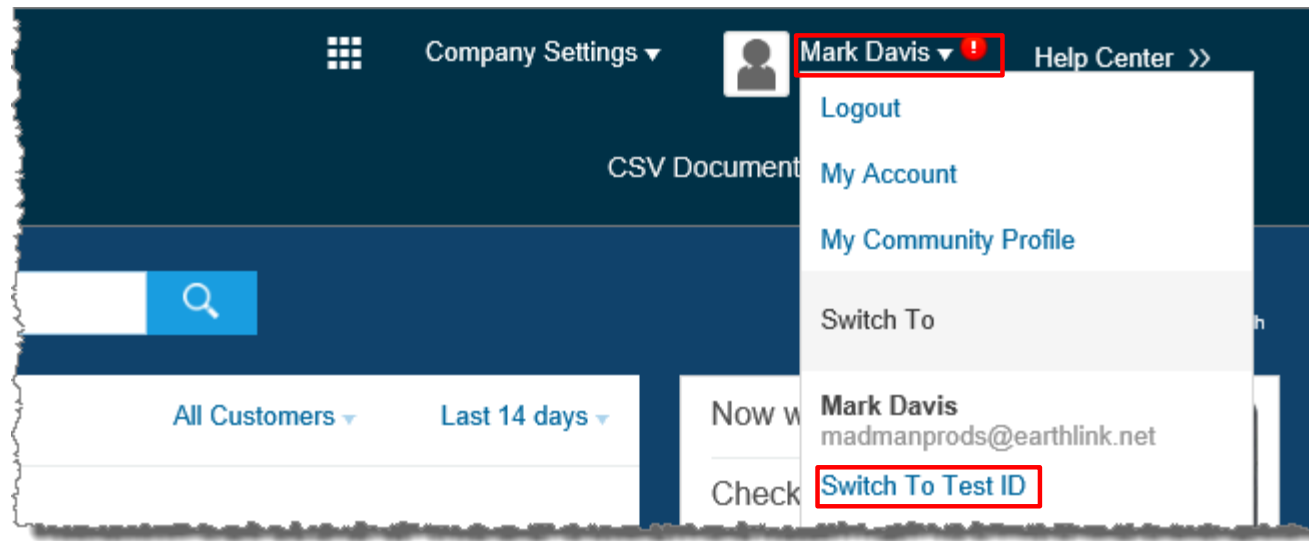 Company Settings
Mark Davis
!
Help Center >>
Logout
CSV Document
My Account
My Community Profile
Switch To
h
All Customers
Last 14 days
Now w
Mark Davis
madmanprods@earthlink.net
Check
Switch To Test ID